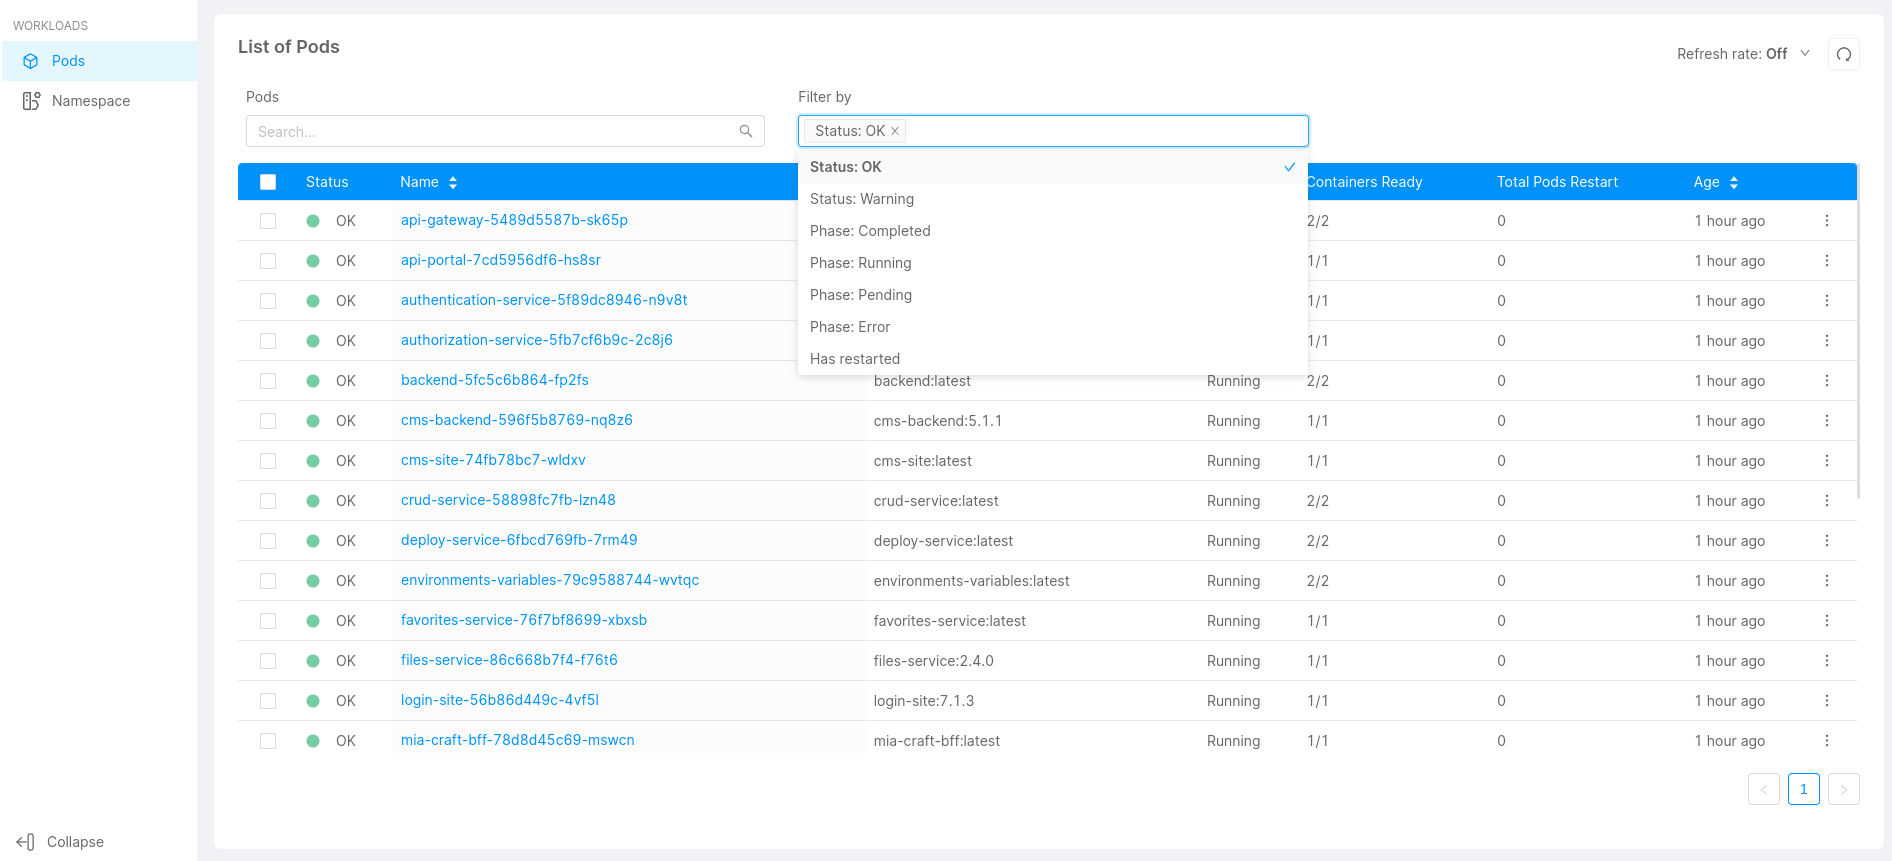 WORKLOADS
Pods
Namespace
Collapse
List of Pods
Refresh rate: Off
Pods
Search...
Filter by
Status: OK
Status: OK
Status: Warning
Phase: Completed
Phase: Running
Phase: Pending
Phase: Error
Has restarted
Status Name Containers Ready Total Pods Restart Age
OK api-gateway-5489d5587b-sk65p 2/2 0 1 hour ago
OK api-portal-7cd5956df6-hs8sr 1/1 0 1 hour ago
OK authentication-service-5f89dc8946-n9v8t 1/1 0 1 hour ago
OK authorization-service-5fb7cf6b9c-2c8j6 1/1 0 1 hour ago
OK backend-5fc5c6b864-fp2fs backend:latest Running 2/2 0 1 hour ago
OK cms-backend-596f5b8769-nq8z6 cms-backend:5.1.1 Running 1/1 0 1 hour ago
OK cms-site-74fb78bc7-wldxv cms-site:latest Running 1/1 0 1 hour ago
OK crud-service-58898fc7fb-lzn48 crud-service:latest Running 2/2 0 1 hour ago
OK deploy-service-6fbcd769fb-7rm49 deploy-service:latest Running 2/2 0 1 hour ago
OK environments-variables-79c9588744-wvtqc environments-variables:latest Running 2/2 0 1 hour ago
OK favorites-service-76f7bf8699-xbxsb favorites-service:latest Running 1/1 0 1 hour ago
OK files-service-86c668b7f4-f76t6 files-service:2.4.0 Running 1/1 0 1 hour ago
OK login-site-56b86d449c-4vf5l login-site:7.1.3 Running 1/1 0 1 hour ago
OK mia-craft-bff-78d8d45c69-mswcn mia-craft-bff:latest Running 1/1 0 1 hour ago
1